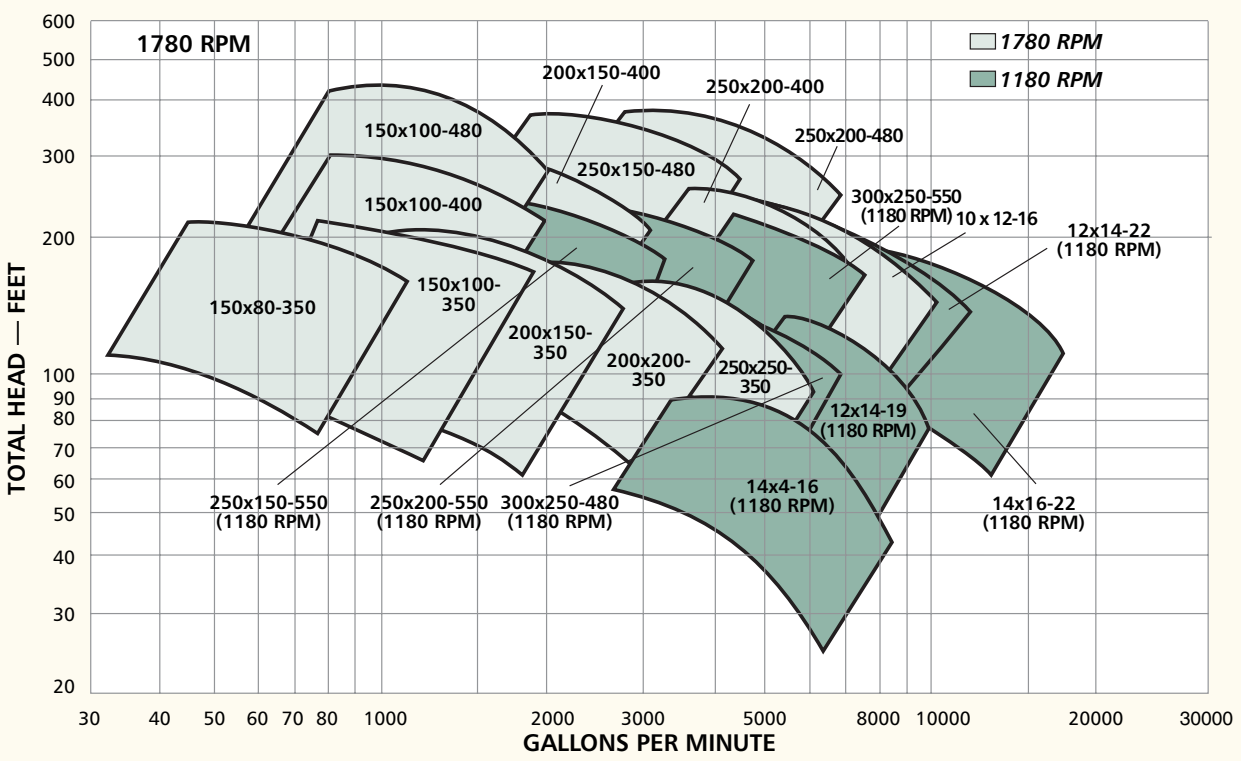 1780 RPM
1780 RPM
1180 RPM
TOTAL HEAD — FEET
600
500
400
300
200
100
90
80
70
60
50
40
30
20
200x150-400
250x200-400
150x100-480
250x200-480
250x150-480
300x250-550
(1180 RPM)
10 x 12-16
150x100-400
12x14-22
(1180 RPM)
150x80-350
150x100-
350
200x150-
350
200x200-
350
250x250-
350
12x14-19
(1180 RPM)
14x4-16
(1180 RPM)
250x150-550
(1180 RPM)
250x200-550
(1180 RPM)
300x250-480
(1180 RPM)
14x16-22
(1180 RPM)
30 40 50 60 70 80 1000 2000 3000 5000 8000 10000 20000 30000
GALLONS PER MINUTE